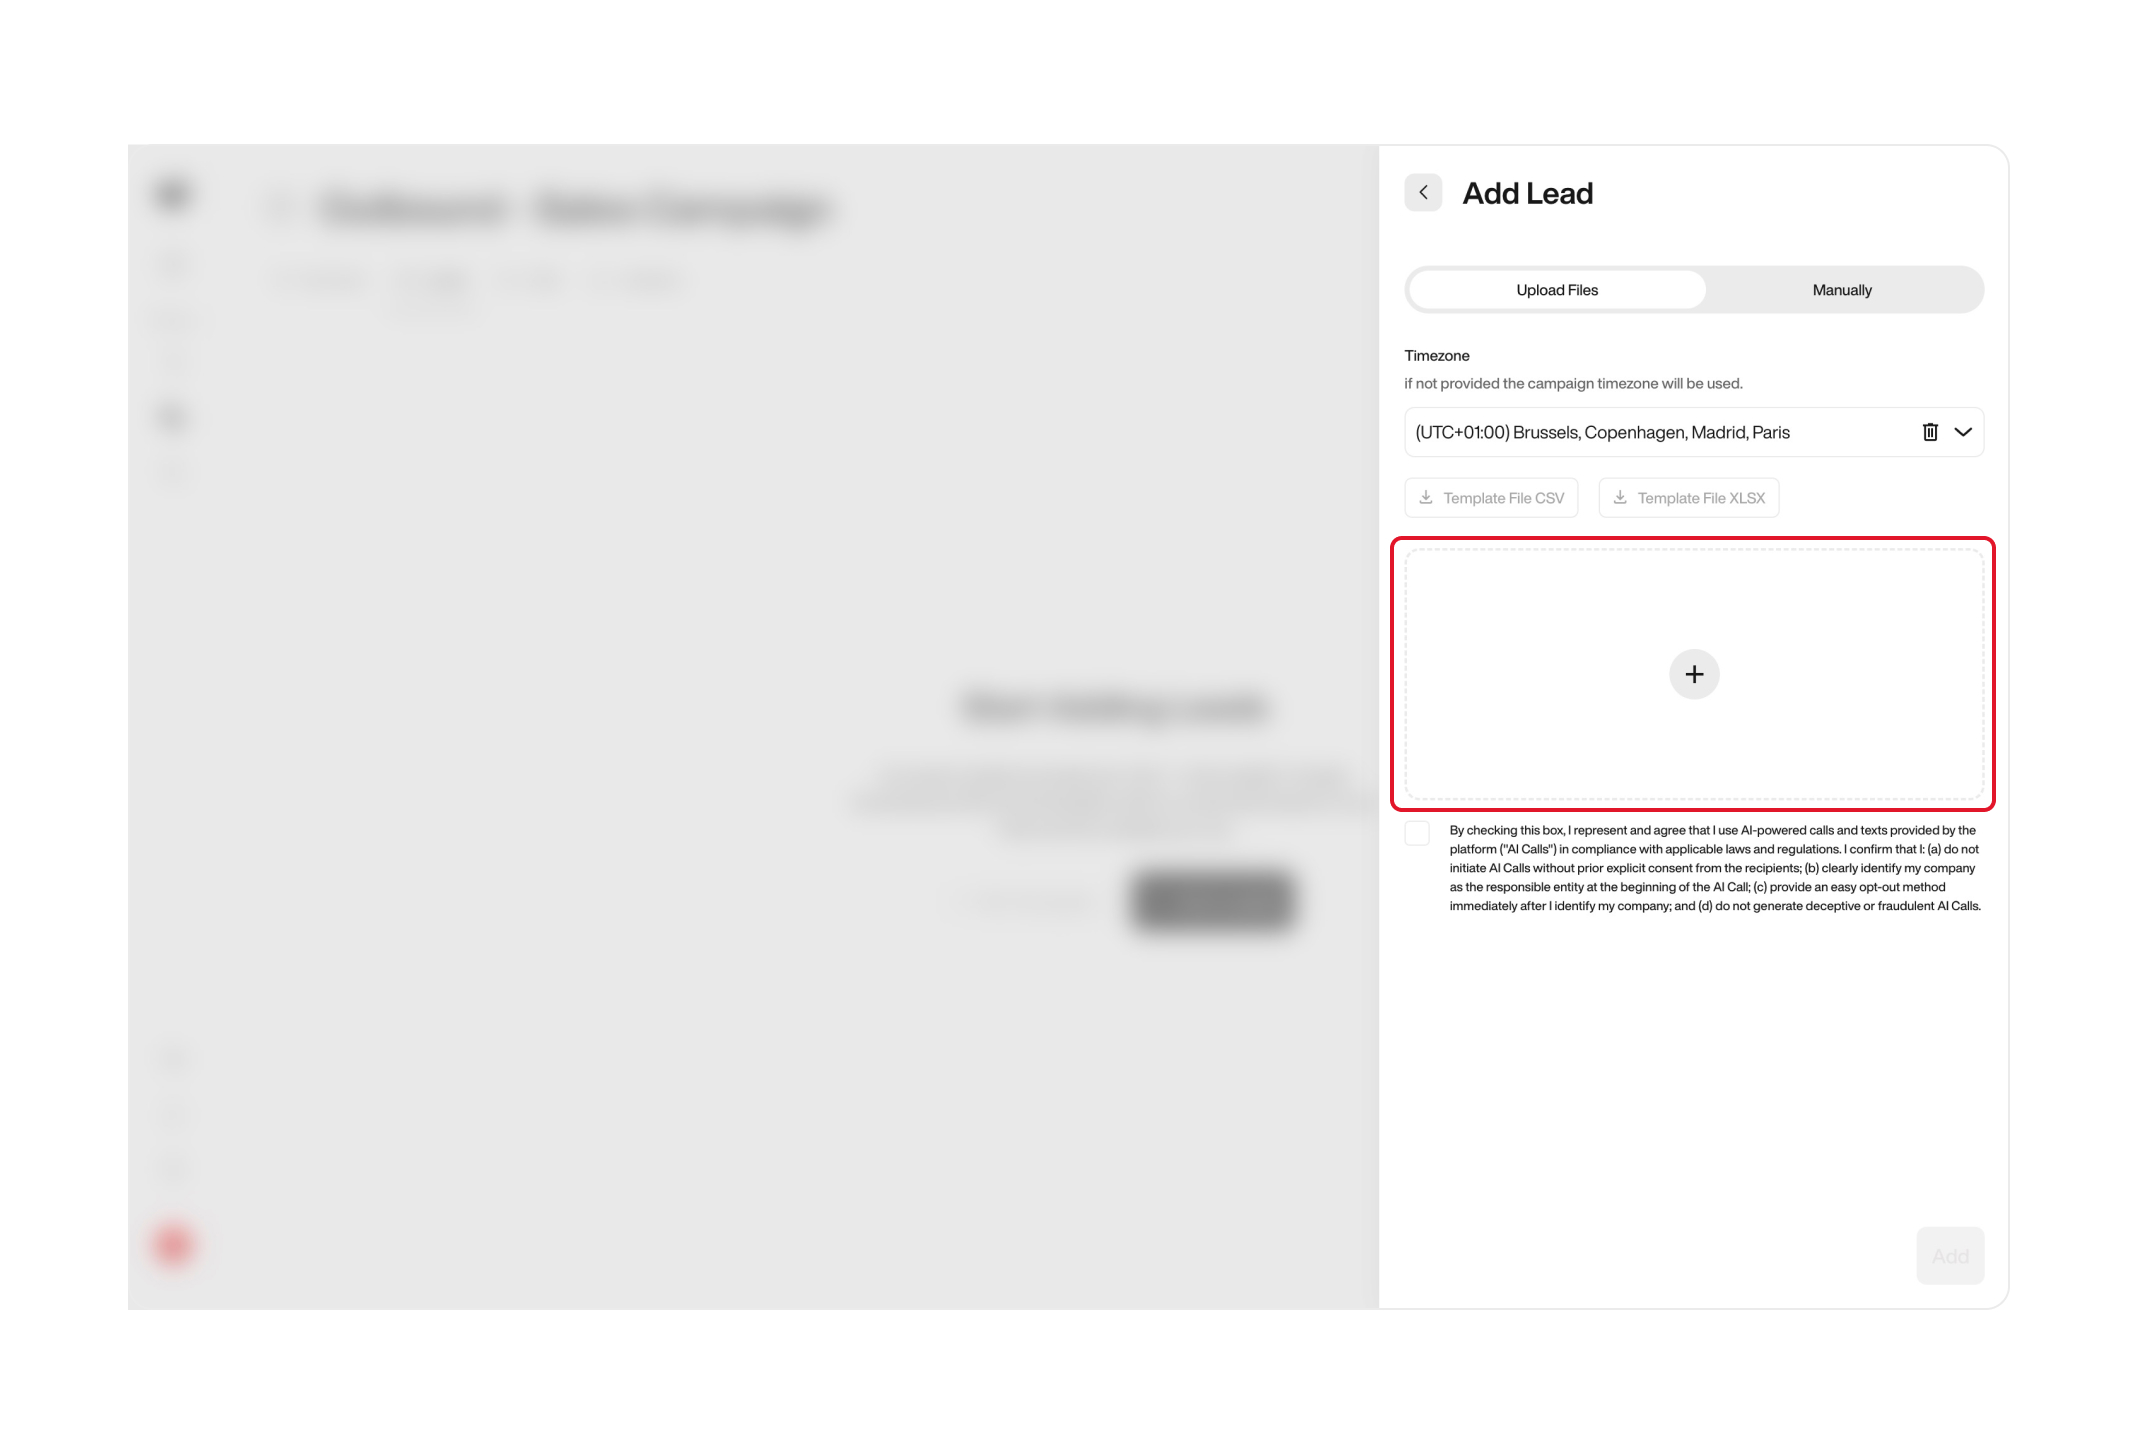 Add Lead
Upload Files
Manually
Timezone
if not provided the campaign timezone will be used.
(UTC+01:00) Brussels, Copenhagen, Madrid, Paris
Template File CSV
Template File XLSX
By checking this box, I represent and agree that I use AI-powered calls and texts provided by the
platform ("AI Calls") in compliance with applicable laws and regulations. I confirm that I: (a) do not
initiate AI Calls without prior explicit consent from the recipients; (b) clearly identify my company
as the responsible entity at the beginning of the AI Call; (c) provide an easy opt-out method
immediately after I identify my company; and (d) do not generate deceptive or fraudulent AI Calls.
Add